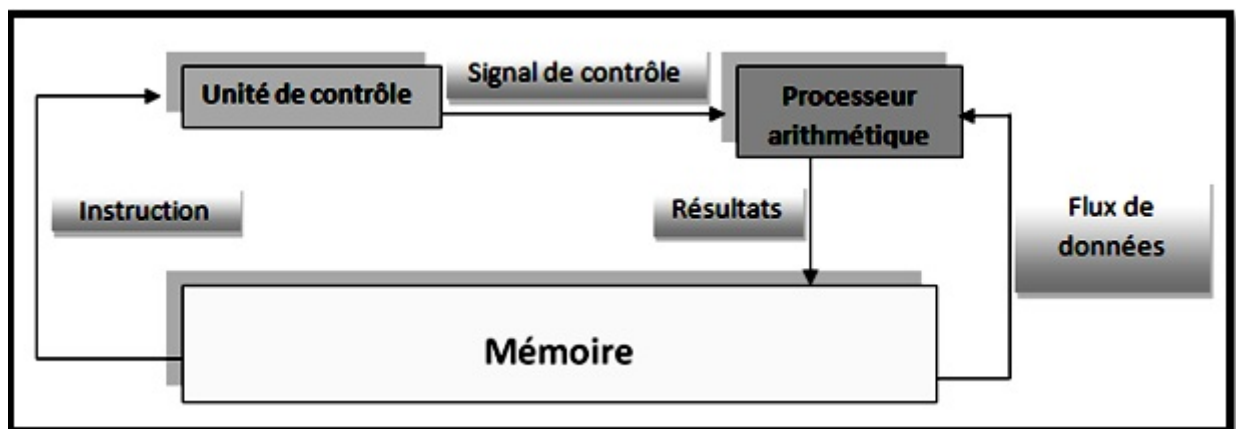 Unité de contrôle
Signal de contrôle
Processeur
arithmétique
Instruction
Résultats
Flux de
données
Mémoire